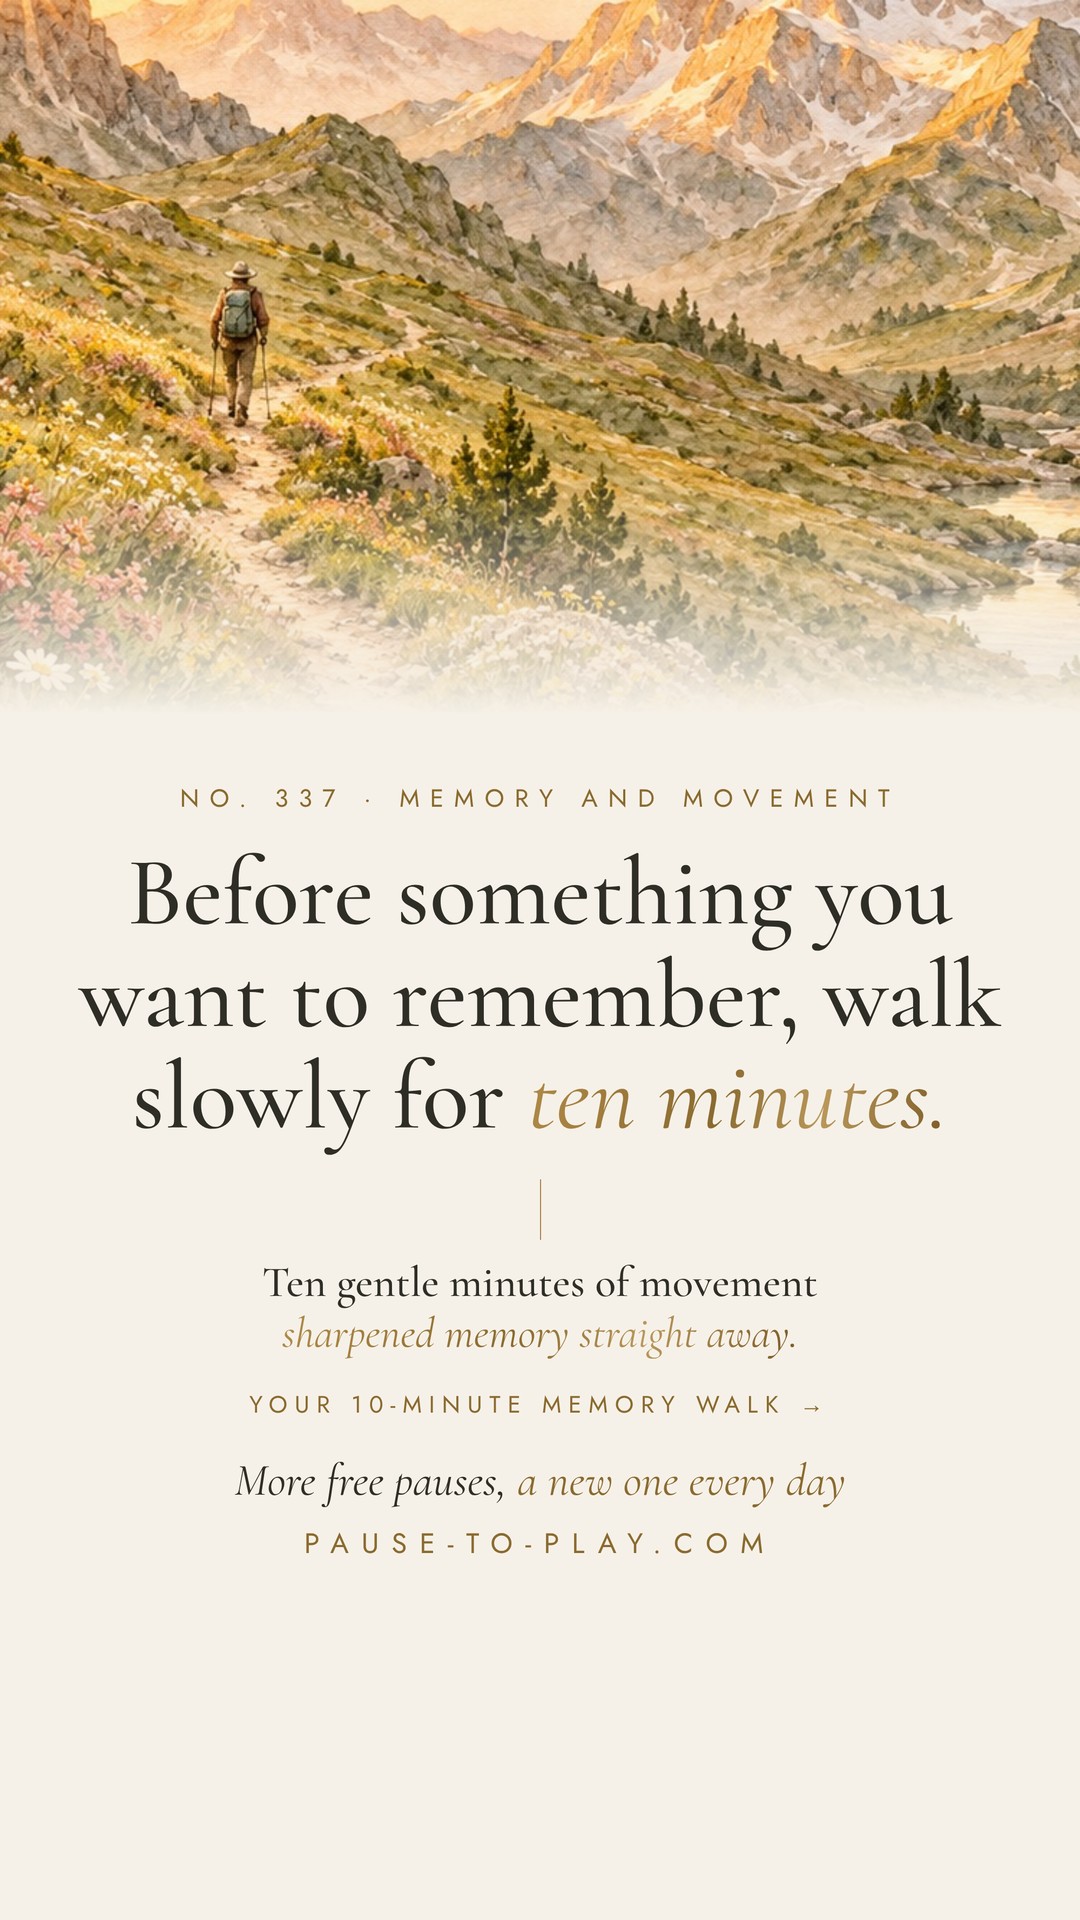 NO. 337 · MEMORY AND MOVEMENT
Before something you
want to remember, walk
slowly for ten minutes.
Ten gentle minutes of movement
sharpened memory straight away.
YOUR 10-MINUTE MEMORY WALK →
More free pauses, a new one every day
PAUSE-TO-PLAY.COM